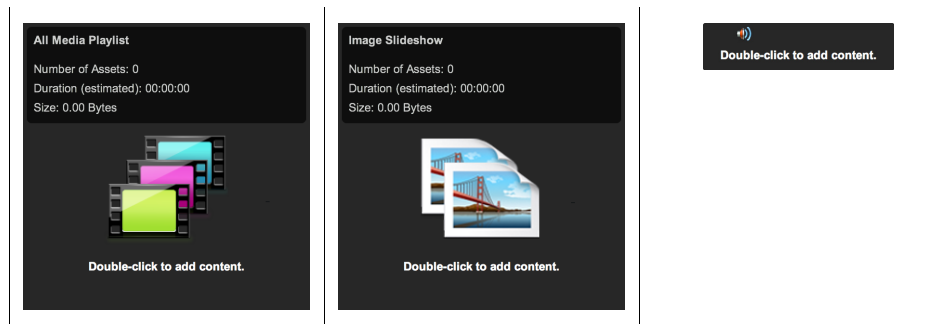 All Media Playlist
Number of Assets: 0
Duration (estimated): 00:00:00
Size: 0.00 Bytes
Double-click to add content.
Image Slideshow
Number of Assets: 0
Duration (estimated): 00:00:00
Size: 0.00 Bytes
Double-click to add content.
Double-click to add content.